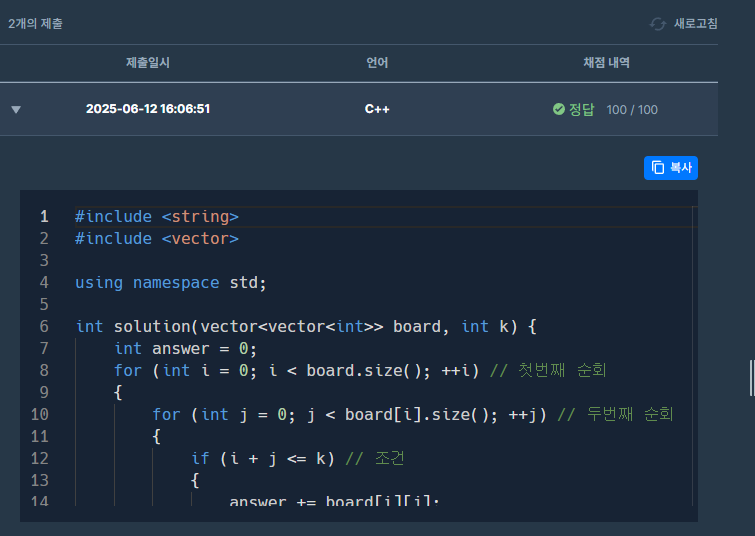 2개의 제출 새로고침
제출일시 언어 채점 내역
2025-06-12 16:06:51 C++ 정답 100 / 100
복사
1 #include <string>
2 #include <vector>
3
4 using namespace std;
5
6 int solution(vector<vector<int>> board, int k) {
7 int answer = 0;
8 for (int i = 0; i < board.size(); ++i) // 첫번째 순회
9 {
10 for (int j = 0; j < board[i].size(); ++j) // 두번째 순회
11 {
12 if (i + j <= k) // 조건
13 {
14 answer += board[i][j];